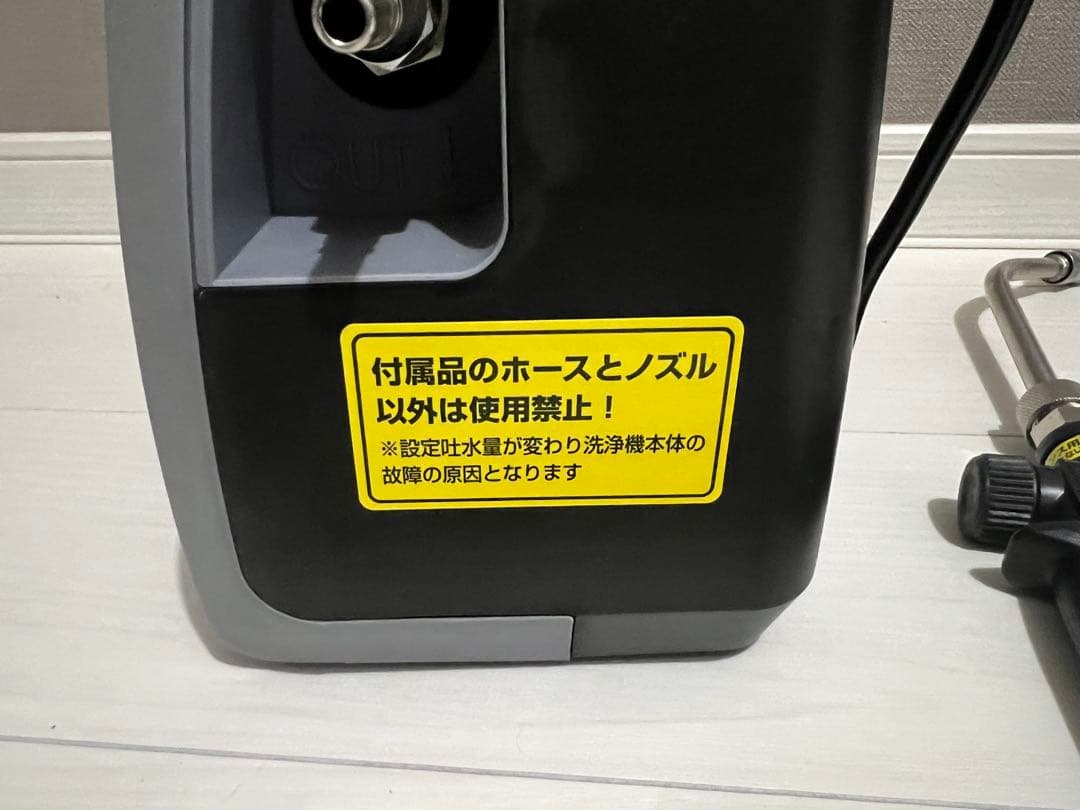 OUT
付属品のホースとノズル
以外は使用禁止！
※設定吐水量が変わり洗浄機本体の
故障の原因となります